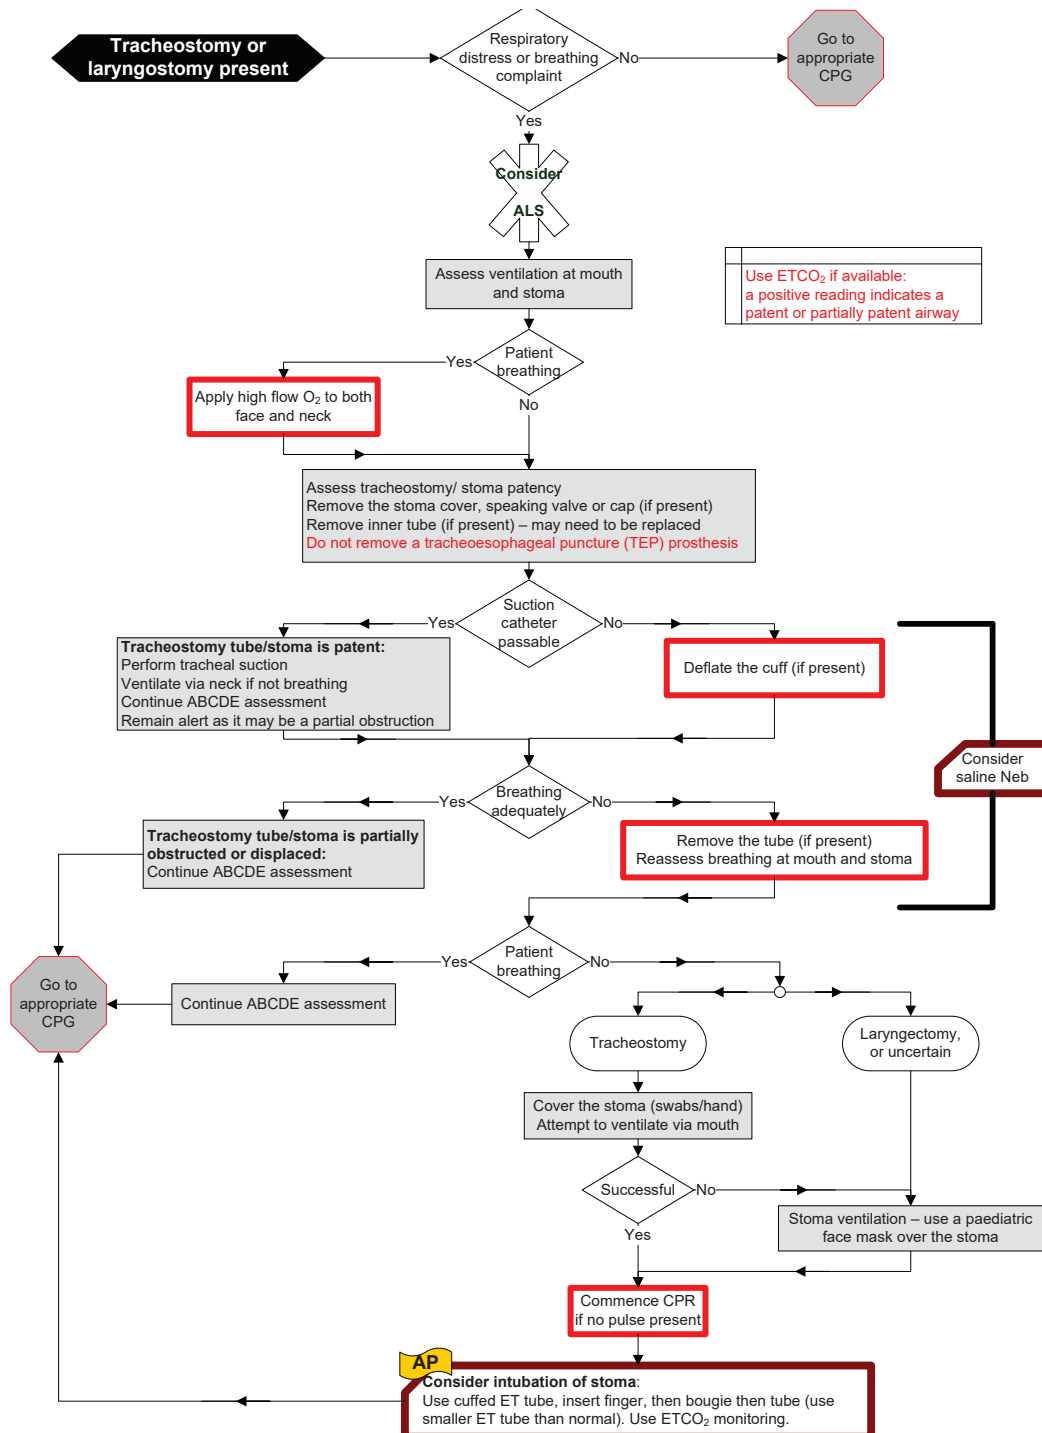 Tracheostomy or
laryngostomy present
Respiratory
distress or breathing
complaint
No
Go to
appropriate
CPG
Yes
Consider
ALS
Assess ventilation at mouth
and stoma
Use ETCO₂ if available:
a positive reading indicates a
patent or partially patent airway
Patient
breathing
Yes
No
Apply high flow O₂ to both
face and neck
Assess tracheostomy/ stoma patency
Remove the stoma cover, speaking valve or cap (if present)
Remove inner tube (if present) – may need to be replaced
Do not remove a tracheoesophageal puncture (TEP) prosthesis
Suction
catheter
passable
Yes
No
Tracheostomy tube/stoma is patent:
Perform tracheal suction
Ventilate via neck if not breathing
Continue ABCDE assessment
Remain alert as it may be a partial obstruction
Deflate the cuff (if present)
Consider
saline Neb
Breathing
adequately
Yes
No
Tracheostomy tube/stoma is partially
obstructed or displaced:
Continue ABCDE assessment
Remove the tube (if present)
Reassess breathing at mouth and stoma
Patient
breathing
Yes
No
Go to
appropriate
CPG
Continue ABCDE assessment
Tracheostomy
Laryngectomy,
or uncertain
Cover the stoma (swabs/hand)
Attempt to ventilate via mouth
Successful
No
Yes
Stoma ventilation – use a paediatric
face mask over the stoma
Commence CPR
if no pulse present
AP
Consider intubation of stoma:
Use cuffed ET tube, insert finger, then bougie then tube (use
smaller ET tube than normal). Use ETCO₂ monitoring.